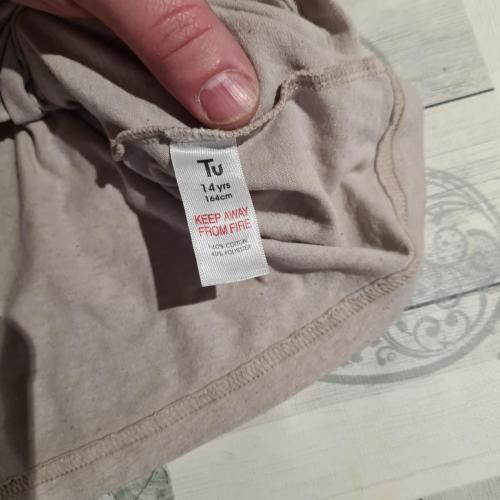 Tu
14 yrs
164cm
KEEP AWAY
FROM FIRE
60% COTTON
40% POLYESTER